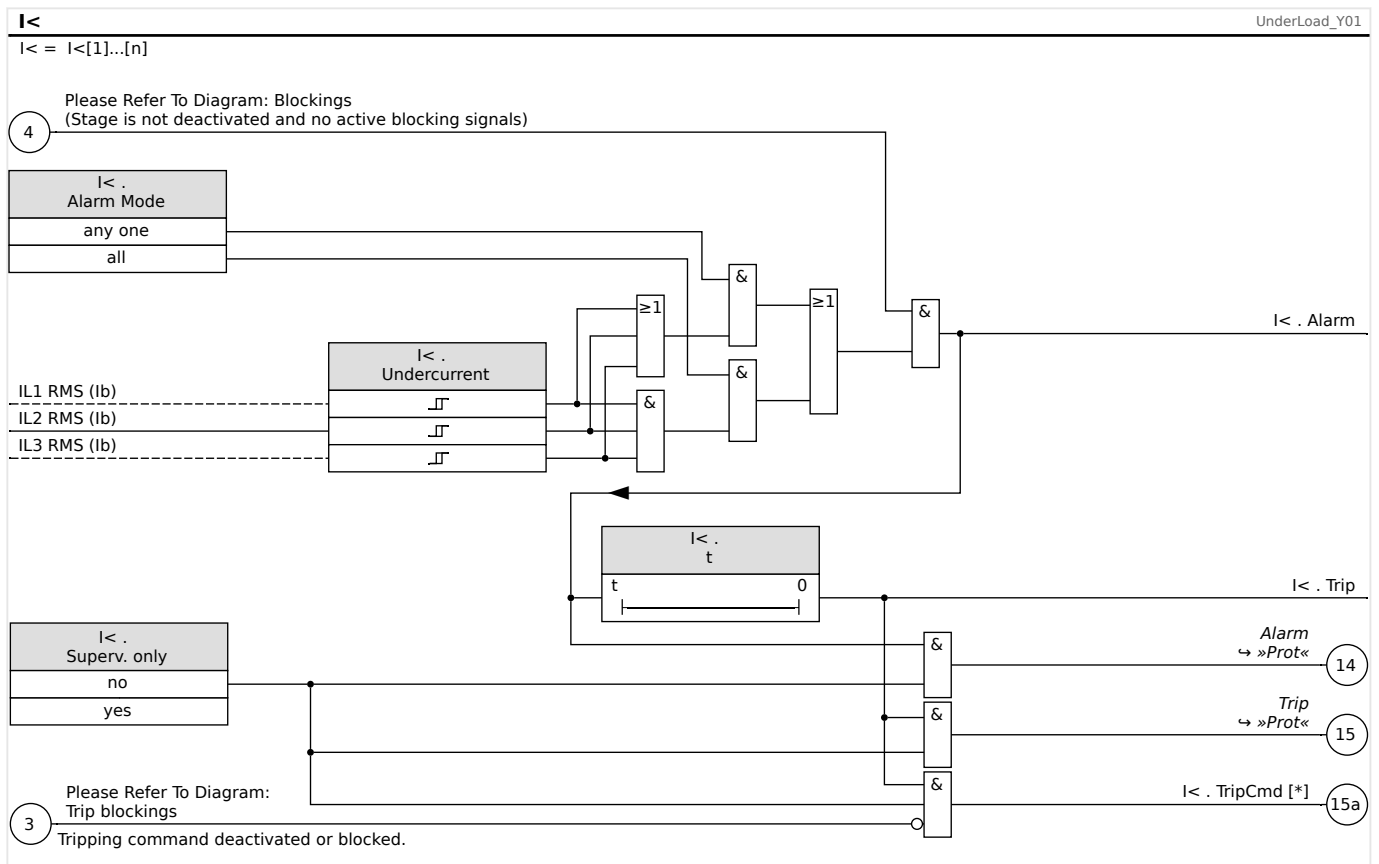 I<
UnderLoad_Y01
I< = I<[1]...[n]
Please Refer To Diagram: Blockings
(Stage is not deactivated and no active blocking signals)
4
I< .
Alarm Mode
any one
all
&
≥1
≥1
&
I< . Alarm
I< .
Undercurrent
&
&
IL1 RMS (Ib)
IL2 RMS (Ib)
IL3 RMS (Ib)
I< .
t
t 0
I< . Trip
I< .
Superv. only
no
yes
&
Alarm
↪ »Prot«
14
&
Trip
↪ »Prot«
15
&
I< . TripCmd [*]
15a
Please Refer To Diagram:
Trip blockings
3
Tripping command deactivated or blocked.